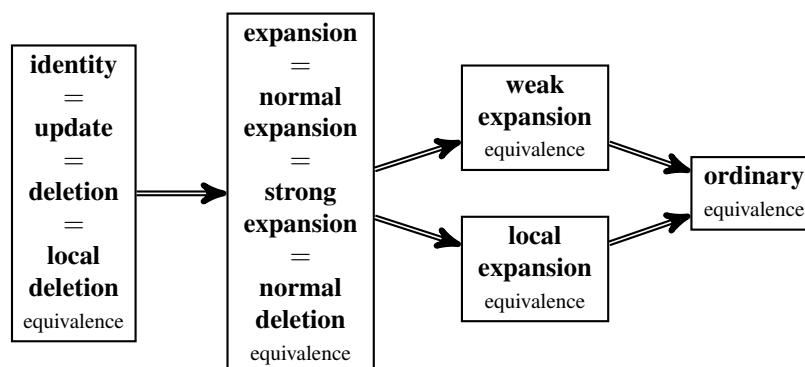 identity
=
update
=
deletion
=
local
deletion
equivalence
expansion
=
normal
expansion
=
strong
expansion
=
normal
deletion
equivalence
weak
expansion
equivalence
local
expansion
equivalence
ordinary
equivalence